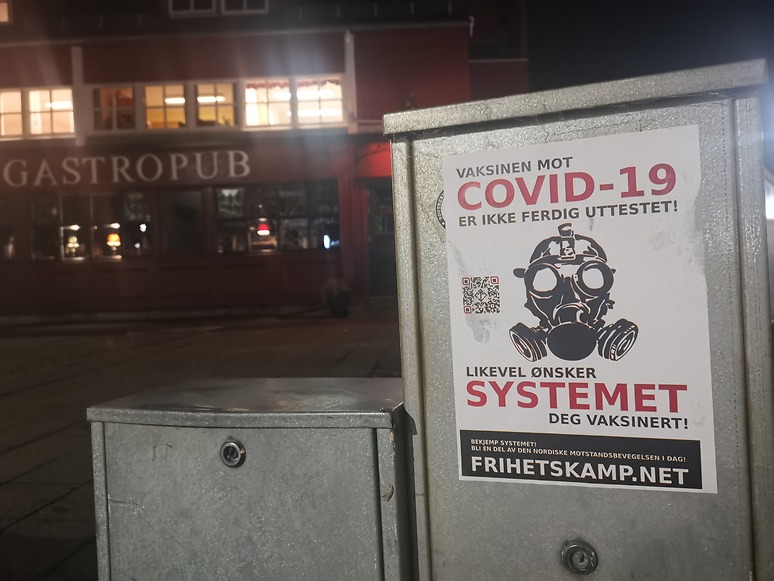 GASTROPUB
VAKSINEN MOT
COVID-19
ER IKKE FERDIG UTTESTET!
LIKEVEL ØNSKER
SYSTEMET
DEG VAKSINERT!
BEKJEMP SYSTEMET!
BLI EN DEL AV DEN NORDISKE MOTSTANDSBEVEGELSEN I DAG!
FRIHETSKAMP.NET